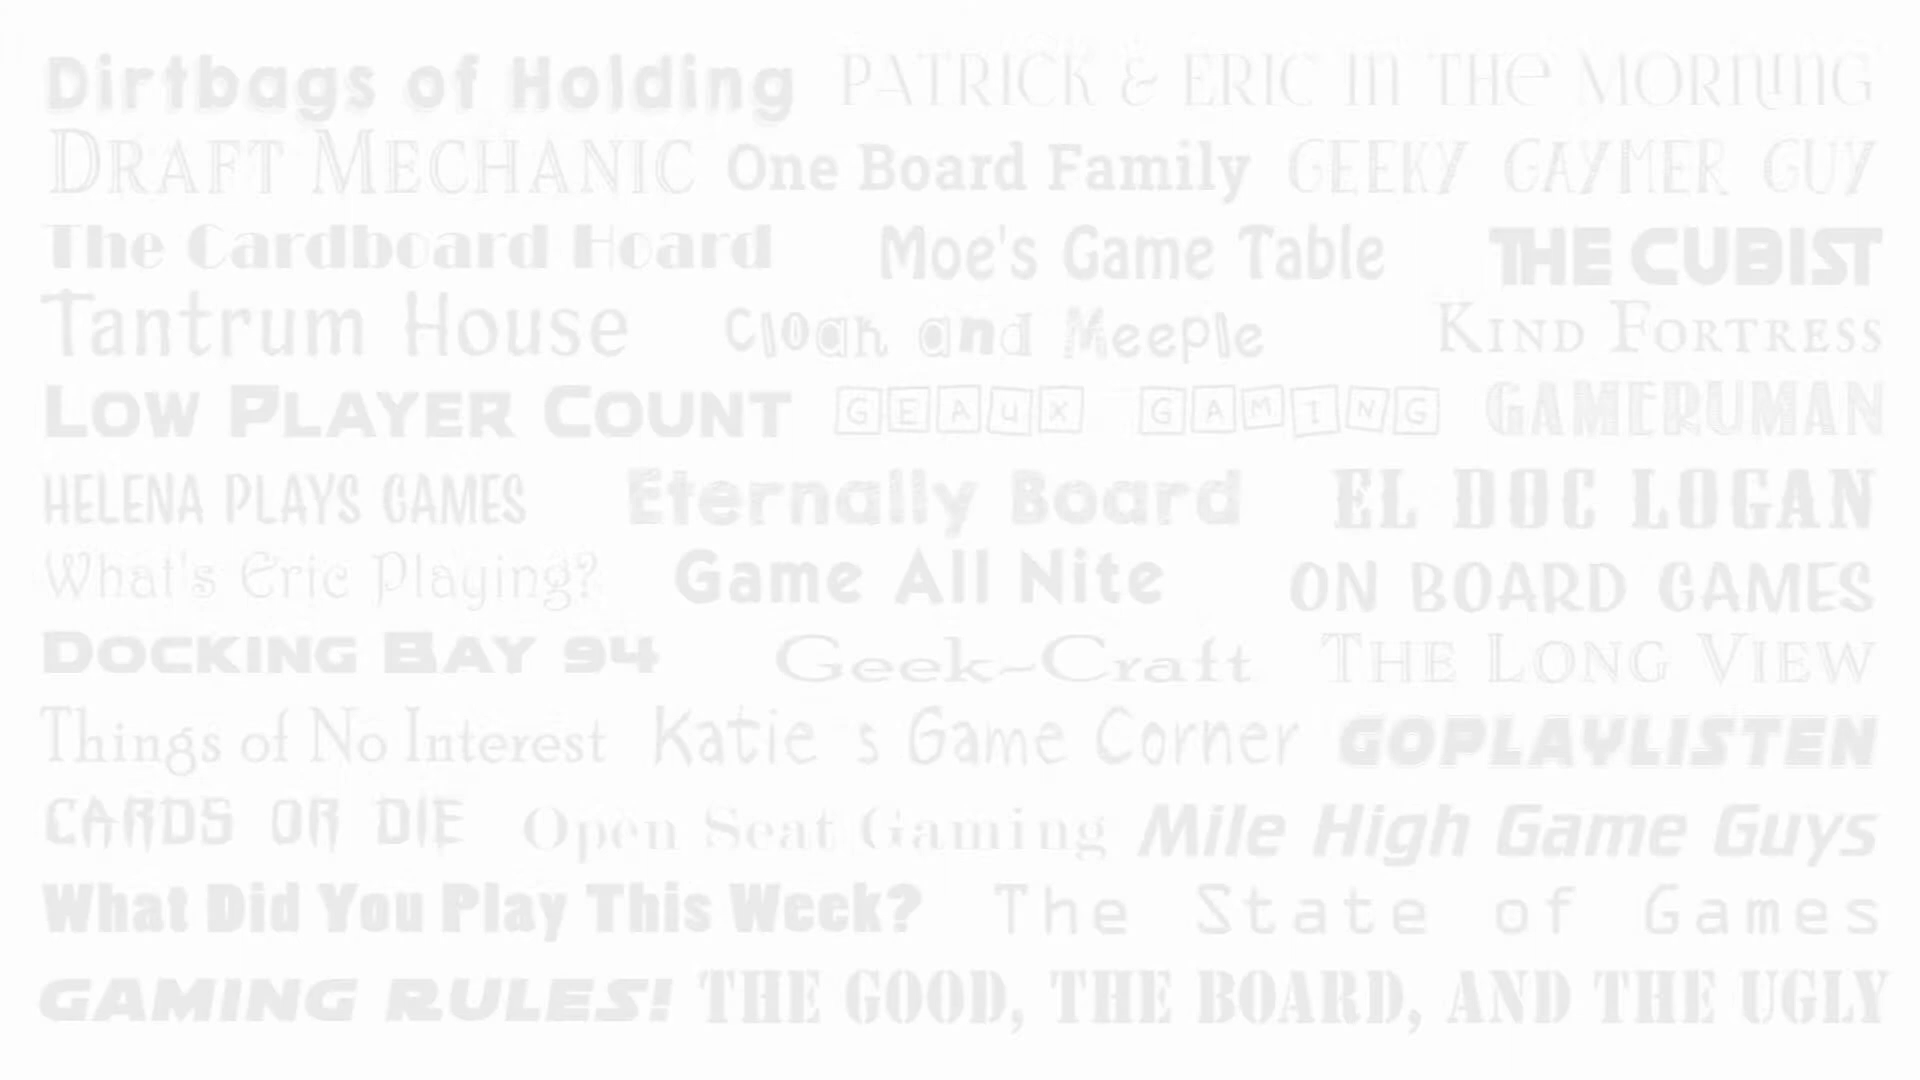 Dirtbags of Holding PATRICK & ERIC IN THE MORNING
DRAFT MECHANIC One Board Family GEEKY GAYMER GUY
The Cardboard Hoard Moe's Game Table THE CUBIST
Tantrum House Cloak and Meeple KIND FORTRESS
LOW PLAYER COUNT GEAUX GAMING GAMERUMAN
HELENA PLAYS GAMES Eternally Board EL DOC LOGAN
What's Eric Playing? Game All Nite ON BOARD GAMES
DOCKING BAY 94 Geek-Craft THE LONG VIEW
Things of No Interest Katie s Game Corner GOPLAYLISTEN
CARDS OR DIE Open Seat Gaming Mile High Game Guys
What Did You Play This Week? The State of Games
GAMING RULES! THE GOOD, THE BOARD, AND THE UGLY